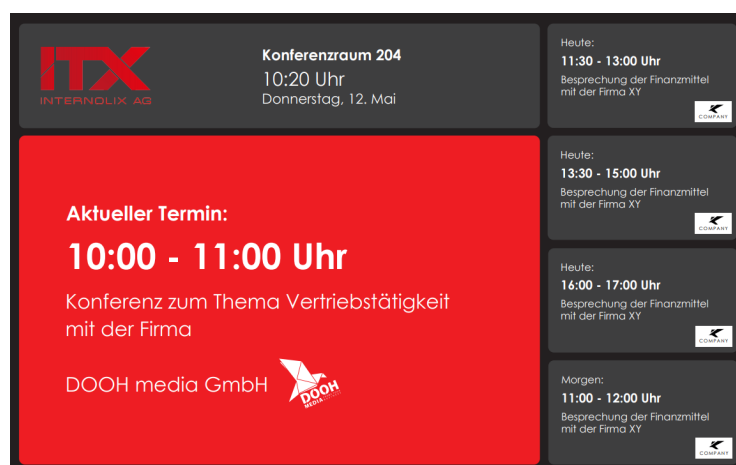 ITX
INTERNOLIX AG
Konferenzraum 204
10:20 Uhr
Donnerstag, 12. Mai
Aktueller Termin:
10:00 - 11:00 Uhr
Konferenz zum Thema Vertriebstätigkeit
mit der Firma
DOOH media GmbH
DOOH
MEDIA
Heute:
11:30 - 13:00 Uhr
Besprechung der Finanzmittel
mit der Firma XY
COMPANY
Heute:
13:30 - 15:00 Uhr
Besprechung der Finanzmittel
mit der Firma XY
COMPANY
Heute:
16:00 - 17:00 Uhr
Besprechung der Finanzmittel
mit der Firma XY
COMPANY
Morgen:
11:00 - 12:00 Uhr
Besprechung der Finanzmittel
mit der Firma XY
COMPANY